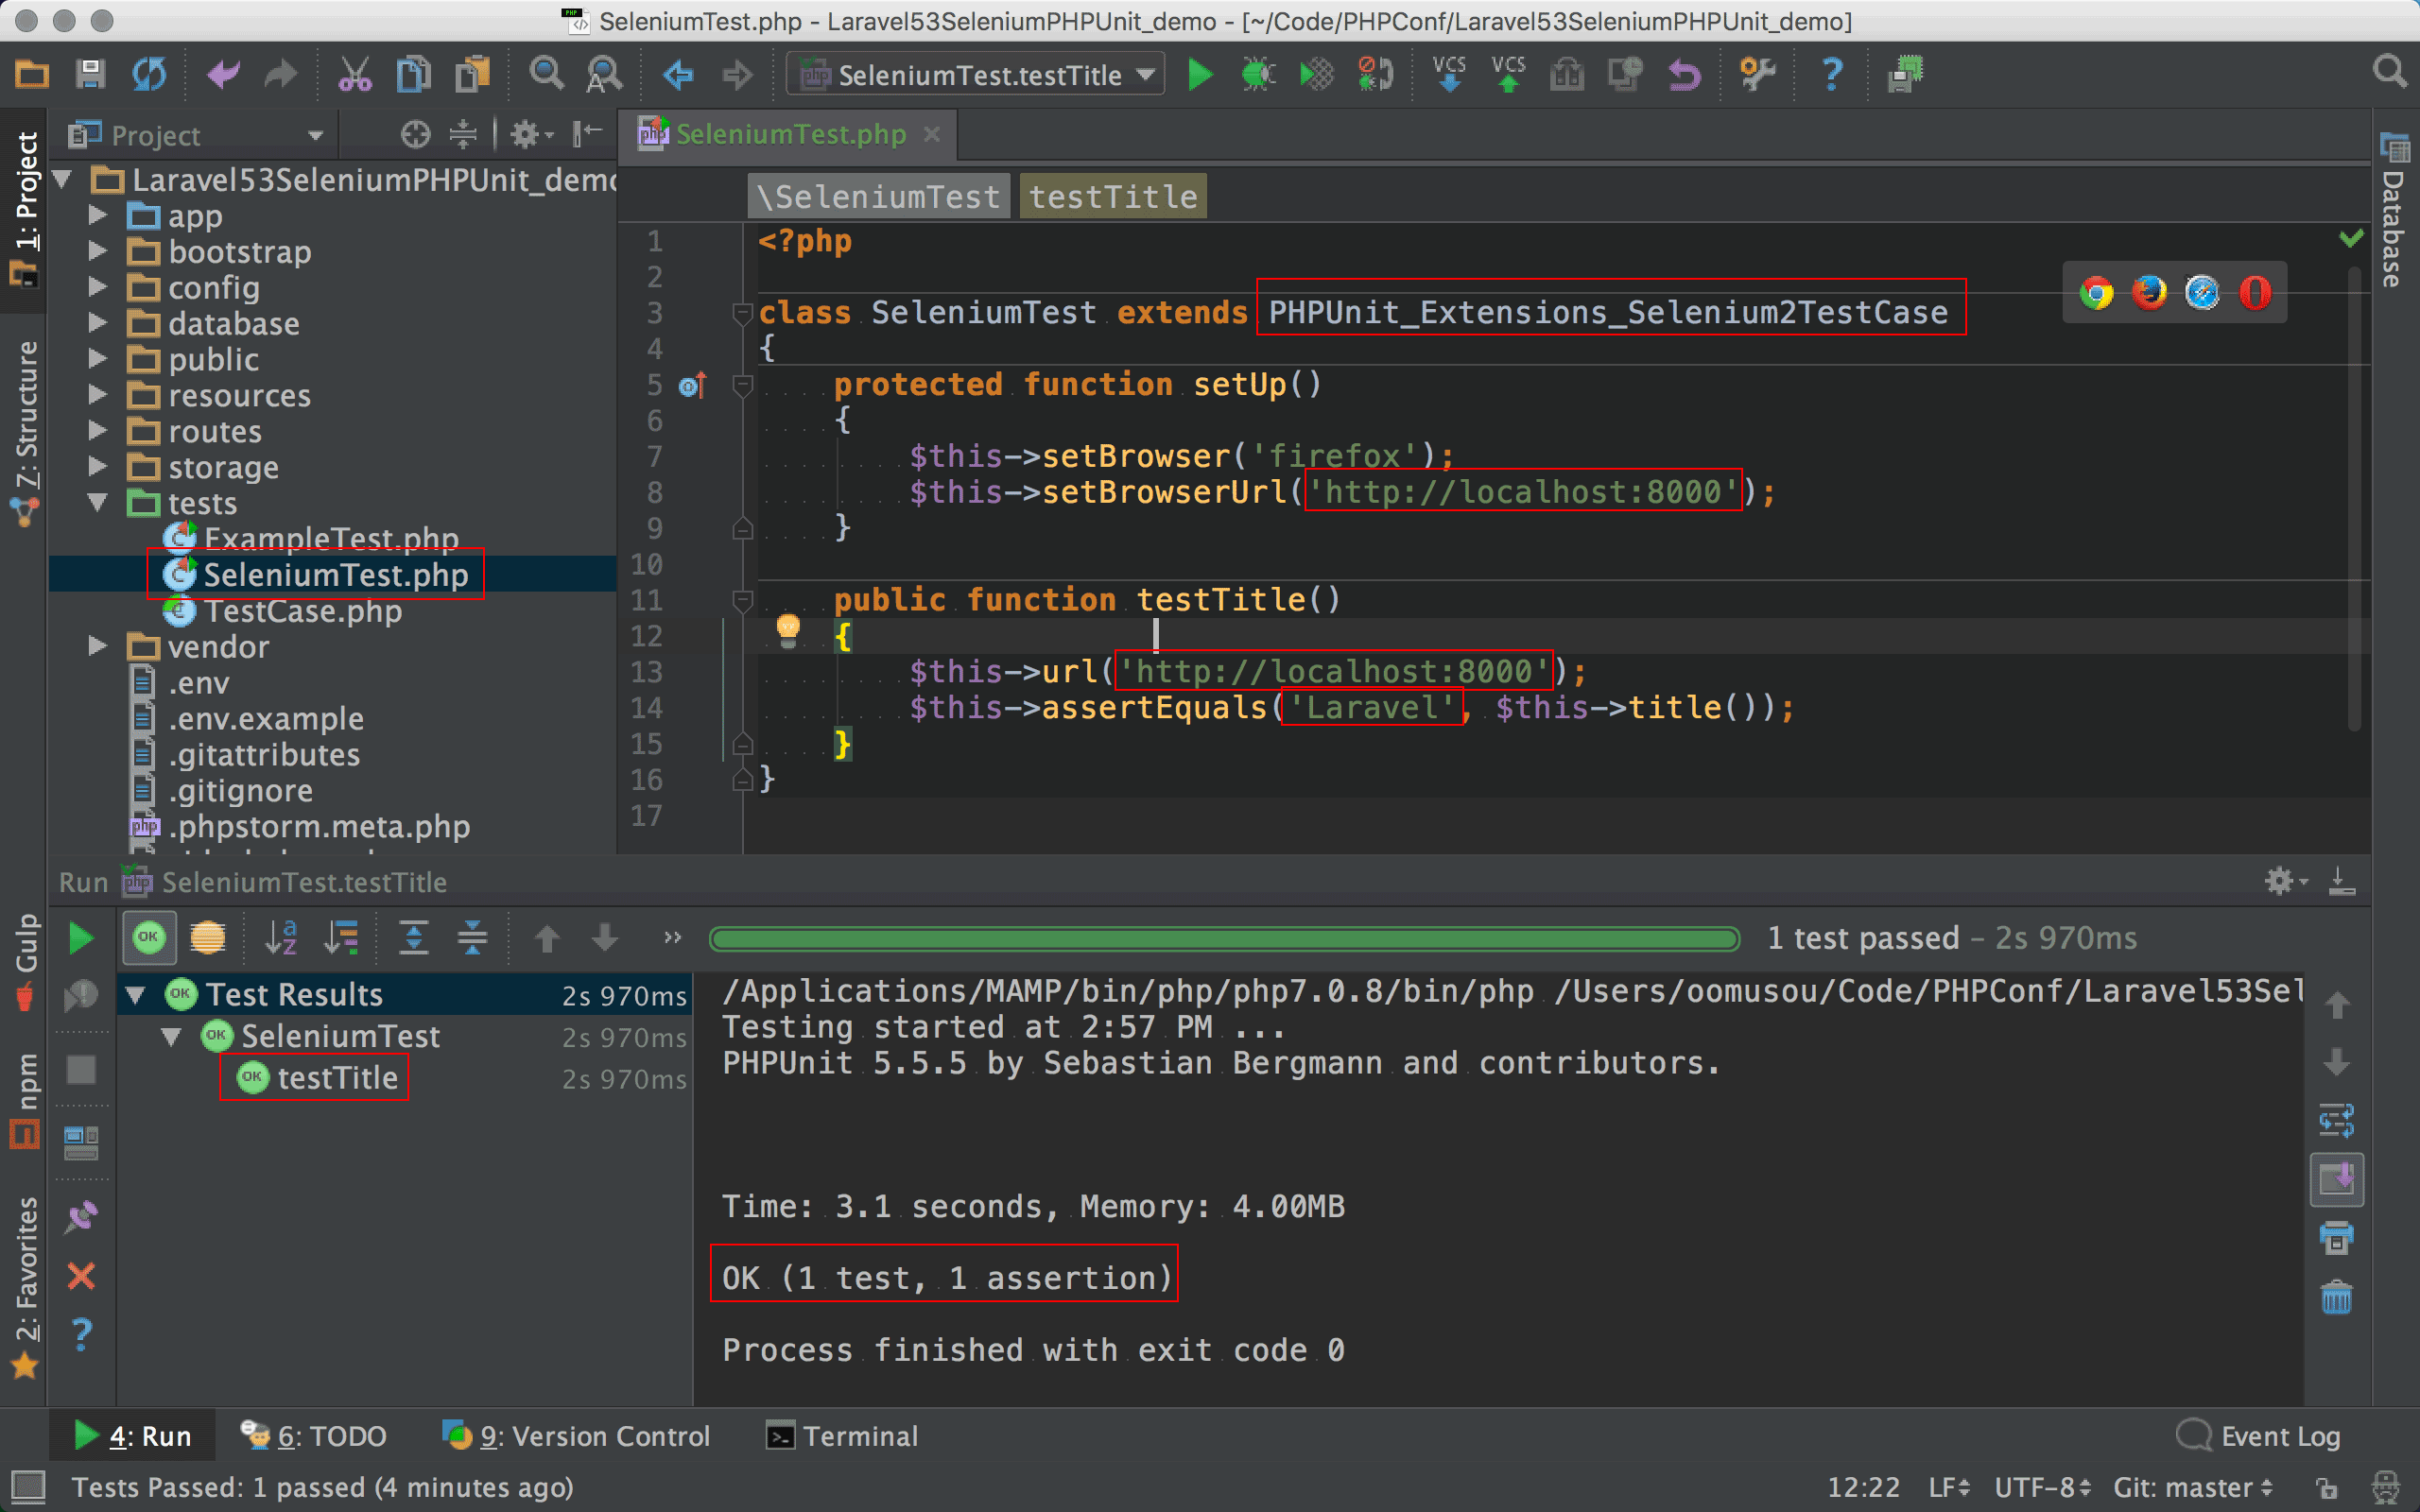 SeleniumTest.php - Laravel53SeleniumPHPUnit_demo - [~/Code/PHPConf/Laravel53SeleniumPHPUnit_demo]
SeleniumTest.testTitle
VCS
VCS
1: Project
7: Structure
Gulp
npm
2: Favorites
Project
Laravel53SeleniumPHPUnit_demo
app
bootstrap
config
database
public
resources
routes
storage
tests
ExampleTest.php
SeleniumTest.php
TestCase.php
vendor
.env
.env.example
.gitattributes
.gitignore
.phpstorm.meta.php
SeleniumTest.php
\SeleniumTest testTitle
1 <?php
2
3 class SeleniumTest extends PHPUnit_Extensions_Selenium2TestCase
4 {
5 protected function setUp()
6 {
7 $this->setBrowser('firefox');
8 $this->setBrowserUrl('http://localhost:8000');
9 }
10
11 public function testTitle()
12 {
13 $this->url('http://localhost:8000');
14 $this->assertEquals('Laravel', $this->title());
15 }
16 }
17
Database
Run SeleniumTest.testTitle
1 test passed – 2s 970ms
Test Results 2s 970ms
SeleniumTest 2s 970ms
testTitle 2s 970ms
/Applications/MAMP/bin/php/php7.0.8/bin/php /Users/oomusou/Code/PHPConf/Laravel53Sel
Testing started at 2:57 PM ...
PHPUnit 5.5.5 by Sebastian Bergmann and contributors.
Time: 3.1 seconds, Memory: 4.00MB
OK (1 test, 1 assertion)
Process finished with exit code 0
4: Run 6: TODO 9: Version Control Terminal Event Log
Tests Passed: 1 passed (4 minutes ago) 12:22 LF UTF-8 Git: master